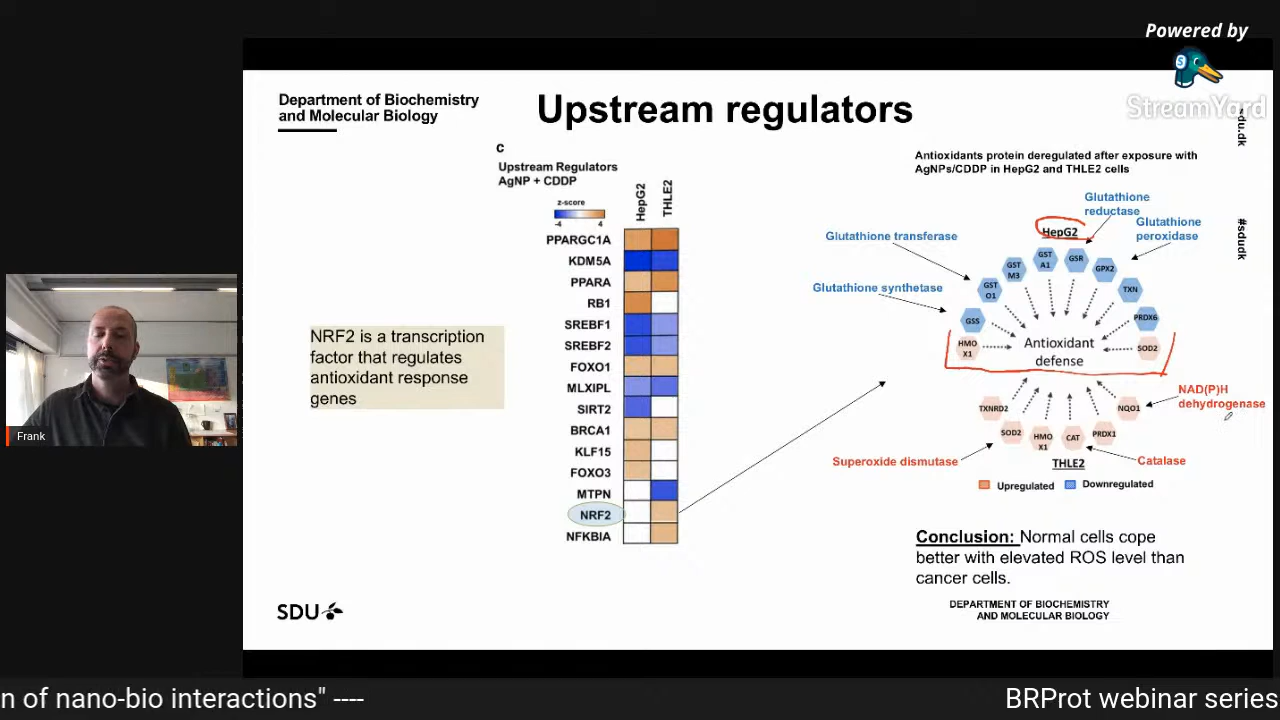 Powered by
StreamYard
Department of Biochemistry
and Molecular Biology
Upstream regulators
sdu.dk
#sdudk
c
Upstream Regulators
AgNP + CDDP
z-score
-4 4
HepG2
THLE2
PPARGC1A
KDM5A
PPARA
RB1
SREBF1
SREBF2
FOXO1
MLXIPL
SIRT2
BRCA1
KLF15
FOXO3
MTPN
NRF2
NFKBIA
NRF2 is a transcription
factor that regulates
antioxidant response
genes
Antioxidants protein deregulated after exposure with
AgNPs/CDDP in HepG2 and THLE2 cells
Glutathione
reductase
Glutathione
peroxidase
Glutathione transferase
Glutathione synthetase
HepG2
GSS
GST
O1
GST
M3
GST
A1
GSR
GPX2
TXN
PRDX6
HMO
X1
SOD2
Antioxidant
defense
TXNRD2
SOD2
HMO
X1
CAT
PRDX1
NQO1
NAD(P)H
dehydrogenase
Superoxide dismutase
Catalase
THLE2
Upregulated
Downregulated
Conclusion: Normal cells cope
better with elevated ROS level than
cancer cells.
SDU
DEPARTMENT OF BIOCHEMISTRY
AND MOLECULAR BIOLOGY
Frank
n of nano-bio interactions" ----
BRProt webinar series